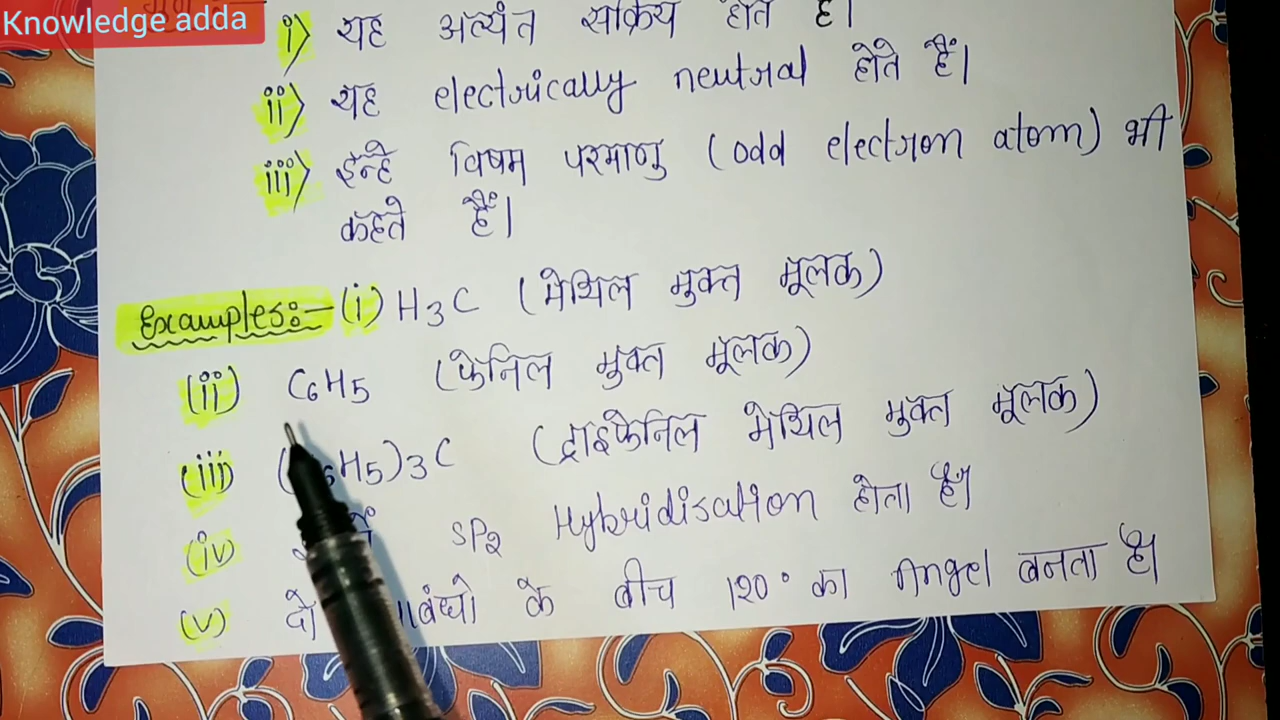 Knowledge adda
i) यह अत्यंत सक्रिय होते है।
ii) यह electrically neutral होते हैं।
iii) इन्हे विषम परमाणु (odd electron atom) भी
कहते हैं।
Examples:- (i) H3C (मेथिल मुक्त मूलक)
(ii) C6H5 (फेनिल मुक्त मूलक)
(iii) (C6H5)3C (ट्राइफेनिल मेथिल मुक्त मूलक)
(iv) SP2 Hybridisation होता है।
(v) दो के बीच 120° का Angel बनता है।